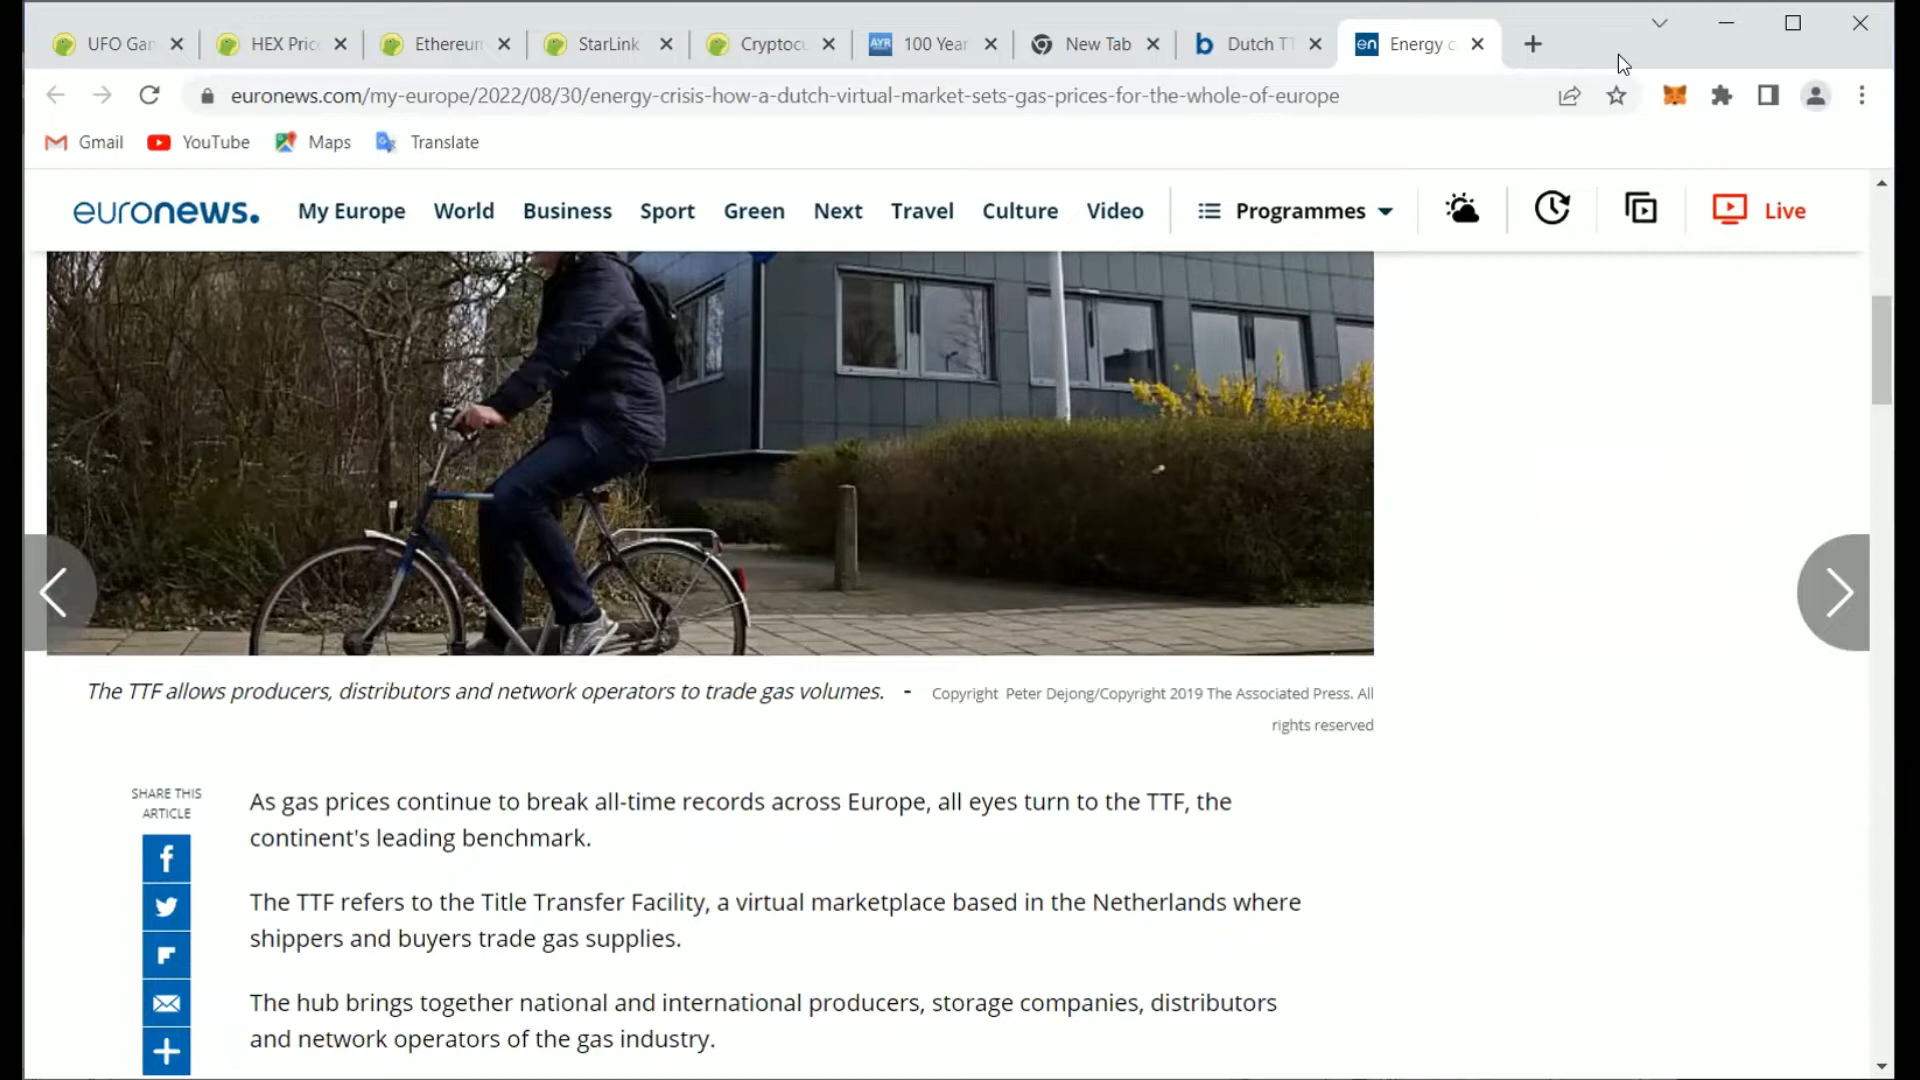 UFO Gar
HEX Pric
Ethereum
StarLink
Cryptocu
100 Year
New Tab
Dutch TT
en
Energy c
euronews.com/my-europe/2022/08/30/energy-crisis-how-a-dutch-virtual-market-sets-gas-prices-for-the-whole-of-europe
Gmail
YouTube
Maps
Translate
euronews.
My Europe
World
Business
Sport
Green
Next
Travel
Culture
Video
Programmes
Live
The TTF allows producers, distributors and network operators to trade gas volumes. - Copyright Peter Dejong/Copyright 2019 The Associated Press. All
rights reserved
SHARE THIS
ARTICLE
As gas prices continue to break all-time records across Europe, all eyes turn to the TTF, the
continent's leading benchmark.
The TTF refers to the Title Transfer Facility, a virtual marketplace based in the Netherlands where
shippers and buyers trade gas supplies.
The hub brings together national and international producers, storage companies, distributors
and network operators of the gas industry.